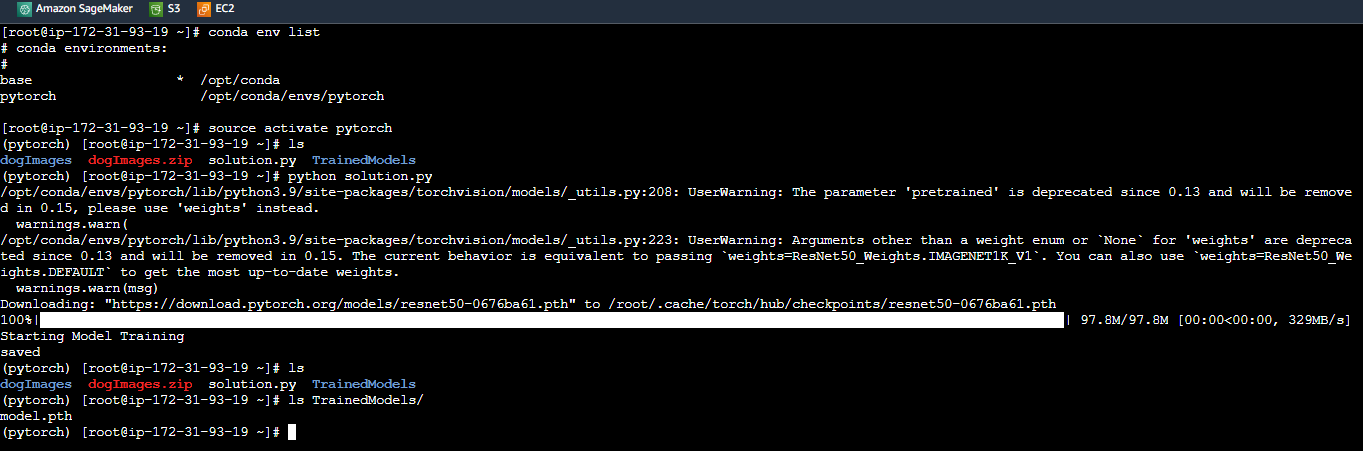 Amazon SageMaker S3 EC2
[root@ip-172-31-93-19 ~]# conda env list
# conda environments:
#
base                  *  /opt/conda
pytorch                  /opt/conda/envs/pytorch
[root@ip-172-31-93-19 ~]# source activate pytorch
(pytorch) [root@ip-172-31-93-19 ~]# ls
dogImages  dogImages.zip  solution.py  TrainedModels
(pytorch) [root@ip-172-31-93-19 ~]# python solution.py
/opt/conda/envs/pytorch/lib/python3.9/site-packages/torchvision/models/_utils.py:208: UserWarning: The parameter 'pretrained' is deprecated since 0.13 and will be remove
d in 0.15, please use 'weights' instead.
  warnings.warn(
/opt/conda/envs/pytorch/lib/python3.9/site-packages/torchvision/models/_utils.py:223: UserWarning: Arguments other than a weight enum or `None` for 'weights' are depreca
ted since 0.13 and will be removed in 0.15. The current behavior is equivalent to passing `weights=ResNet50_Weights.IMAGENET1K_V1`. You can also use `weights=ResNet50_We
ights.DEFAULT` to get the most up-to-date weights.
  warnings.warn(msg)
Downloading: "https://download.pytorch.org/models/resnet50-0676ba61.pth" to /root/.cache/torch/hub/checkpoints/resnet50-0676ba61.pth
100%| | 97.8M/97.8M [00:00<00:00, 329MB/s]
Starting Model Training
saved
(pytorch) [root@ip-172-31-93-19 ~]# ls
dogImages  dogImages.zip  solution.py  TrainedModels
(pytorch) [root@ip-172-31-93-19 ~]# ls TrainedModels/
model.pth
(pytorch) [root@ip-172-31-93-19 ~]#